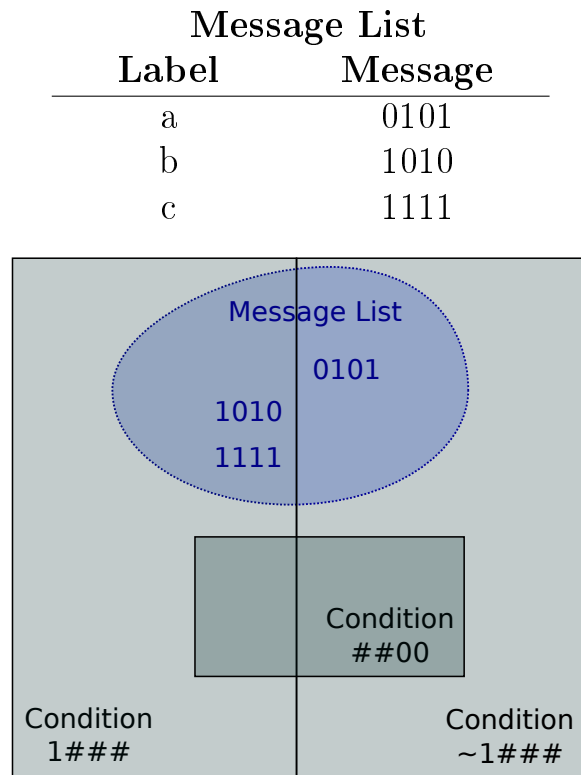 Message List
Label Message
a 0101
b 1010
c 1111
Message List
0101
1010
1111
Condition
##00
Condition
1###
Condition
~1###